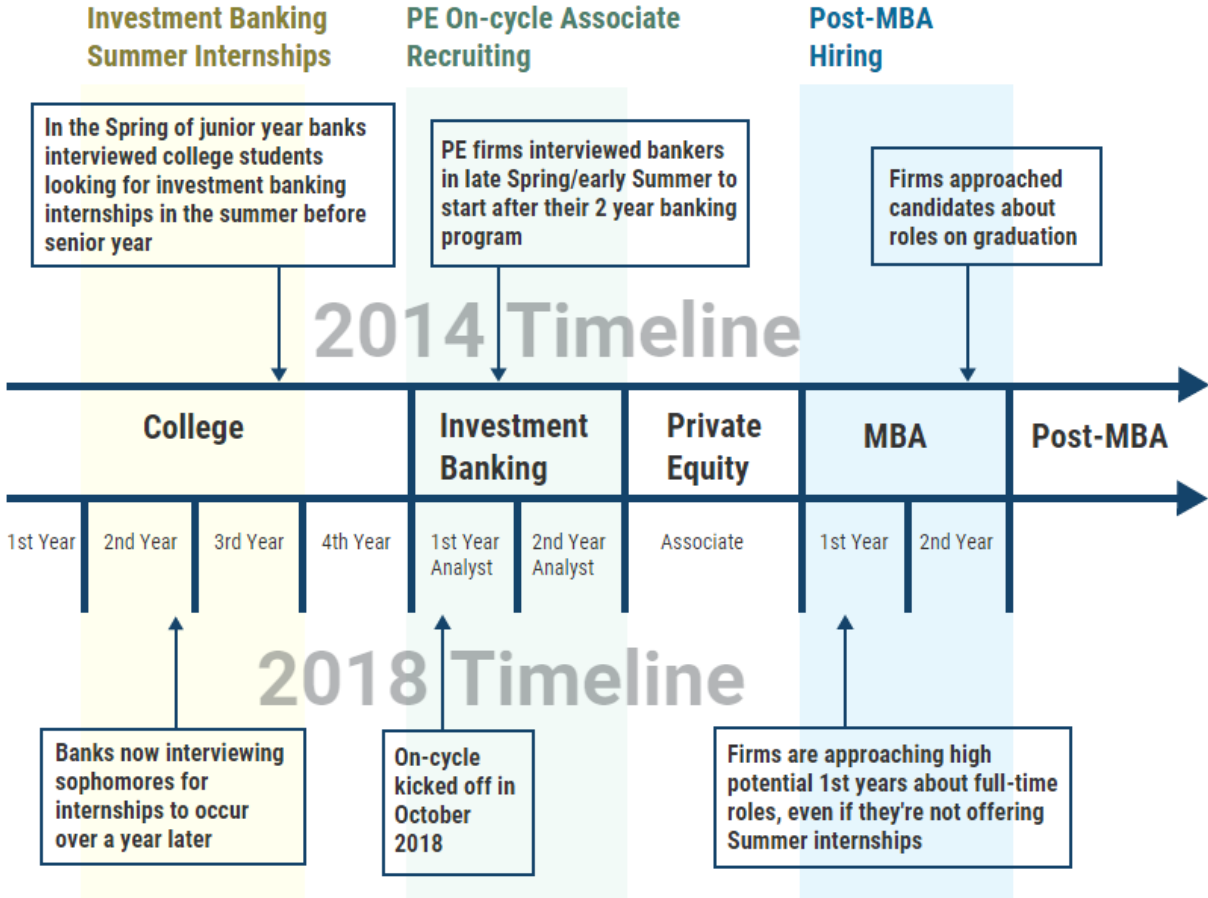 Investment Banking
Summer Internships
PE On-cycle Associate
Recruiting
Post-MBA
Hiring
In the Spring of junior year banks
interviewed college students
looking for investment banking
internships in the summer before
senior year
PE firms interviewed bankers
in late Spring/early Summer to
start after their 2 year banking
program
Firms approached
candidates about
roles on graduation
2014 Timeline
College
Investment
Banking
Private
Equity
MBA
Post-MBA
1st Year
2nd Year
3rd Year
4th Year
1st Year
Analyst
2nd Year
Analyst
Associate
1st Year
2nd Year
2018 Timeline
Banks now interviewing
sophomores for
internships to occur
over a year later
On-cycle
kicked off in
October
2018
Firms are approaching high
potential 1st years about full-time
roles, even if they're not offering
Summer internships